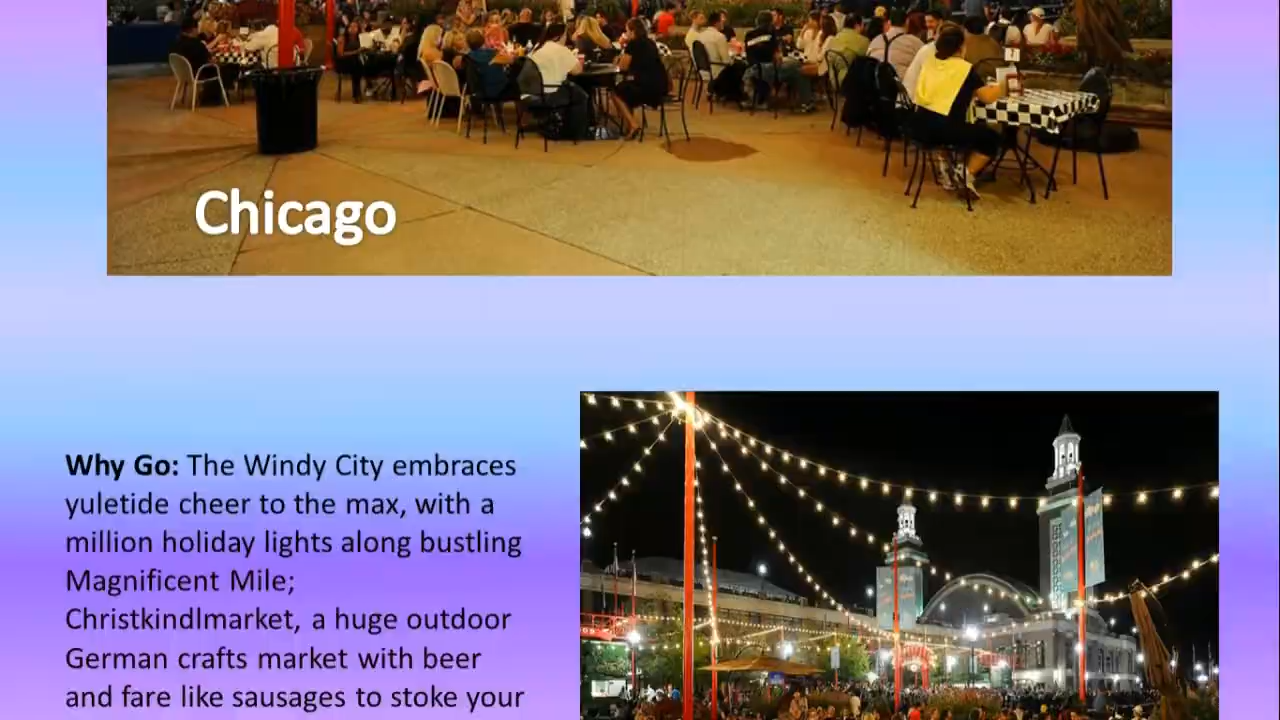 Chicago
Why Go: The Windy City embraces
yuletide cheer to the max, with a
million holiday lights along bustling
Magnificent Mile;
Christkindlmarket, a huge outdoor
German crafts market with beer
and fare like sausages to stoke your